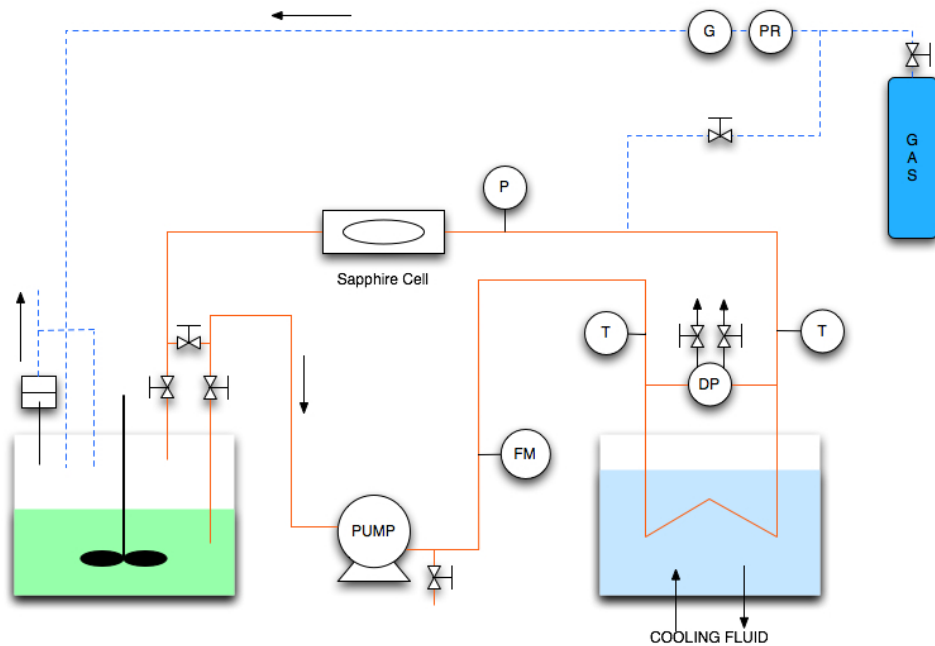 G
PR
G
A
S
P
Sapphire Cell
T
T
DP
FM
PUMP
COOLING FLUID